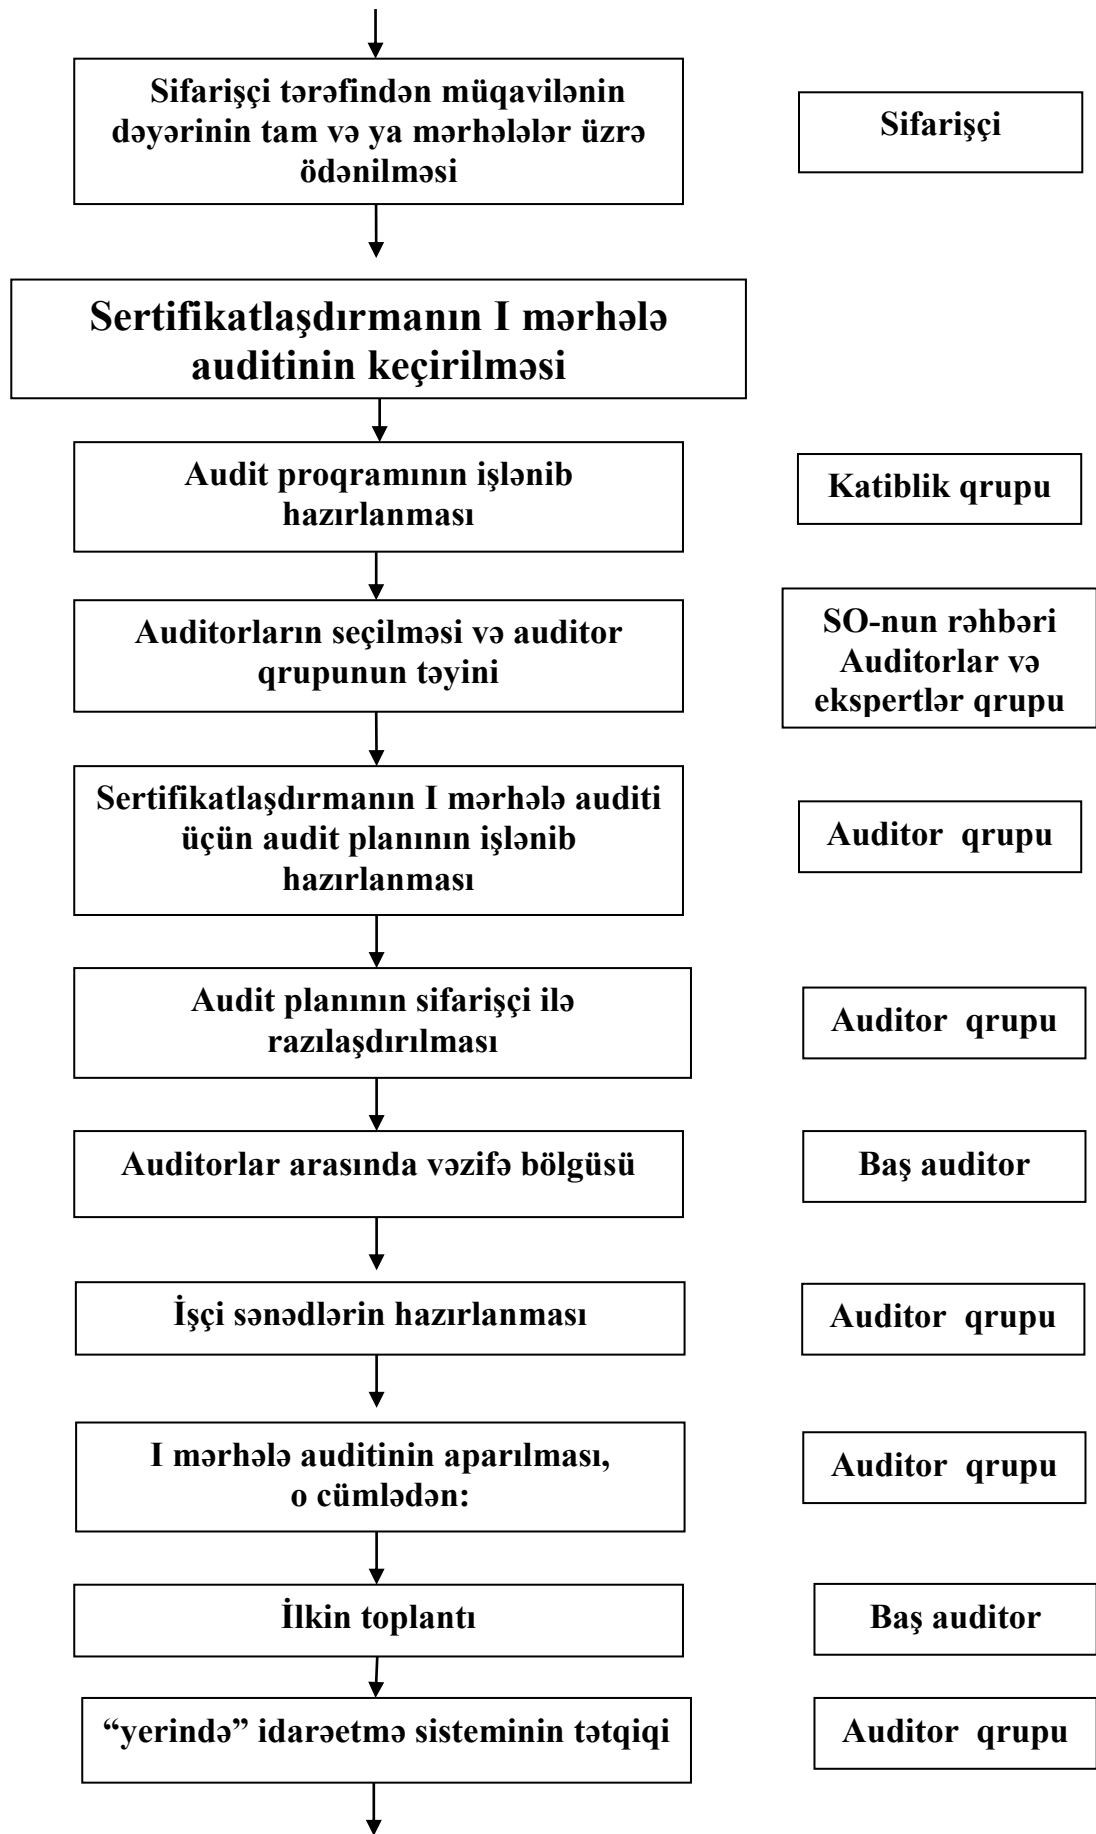 Sifarişçi tərəfindən müqavilənin
dəyərinin tam və ya mərhələlər üzrə
ödənilməsi
Sifarişçi
Sertifikatlaşdırmanın I mərhələ
auditinin keçirilməsi
Audit proqramının işlənib
hazırlanması
Katiblik qrupu
Auditorların seçilməsi və auditor
qrupunun təyini
SO-nun rəhbəri
Auditorlar və
ekspertlər qrupu
Sertifikatlaşdırmanın I mərhələ auditi
üçün audit planının işlənib
hazırlanması
Auditor qrupu
Audit planının sifarişçi ilə
razılaşdırılması
Auditor qrupu
Auditorlar arasında vəzifə bölgüsü
Baş auditor
İşçi sənədlərin hazırlanması
Auditor qrupu
I mərhələ auditinin aparılması,
o cümlədən:
Auditor qrupu
İlkin toplantı
Baş auditor
“yerində” idarəetmə sisteminin tətqiqi
Auditor qrupu